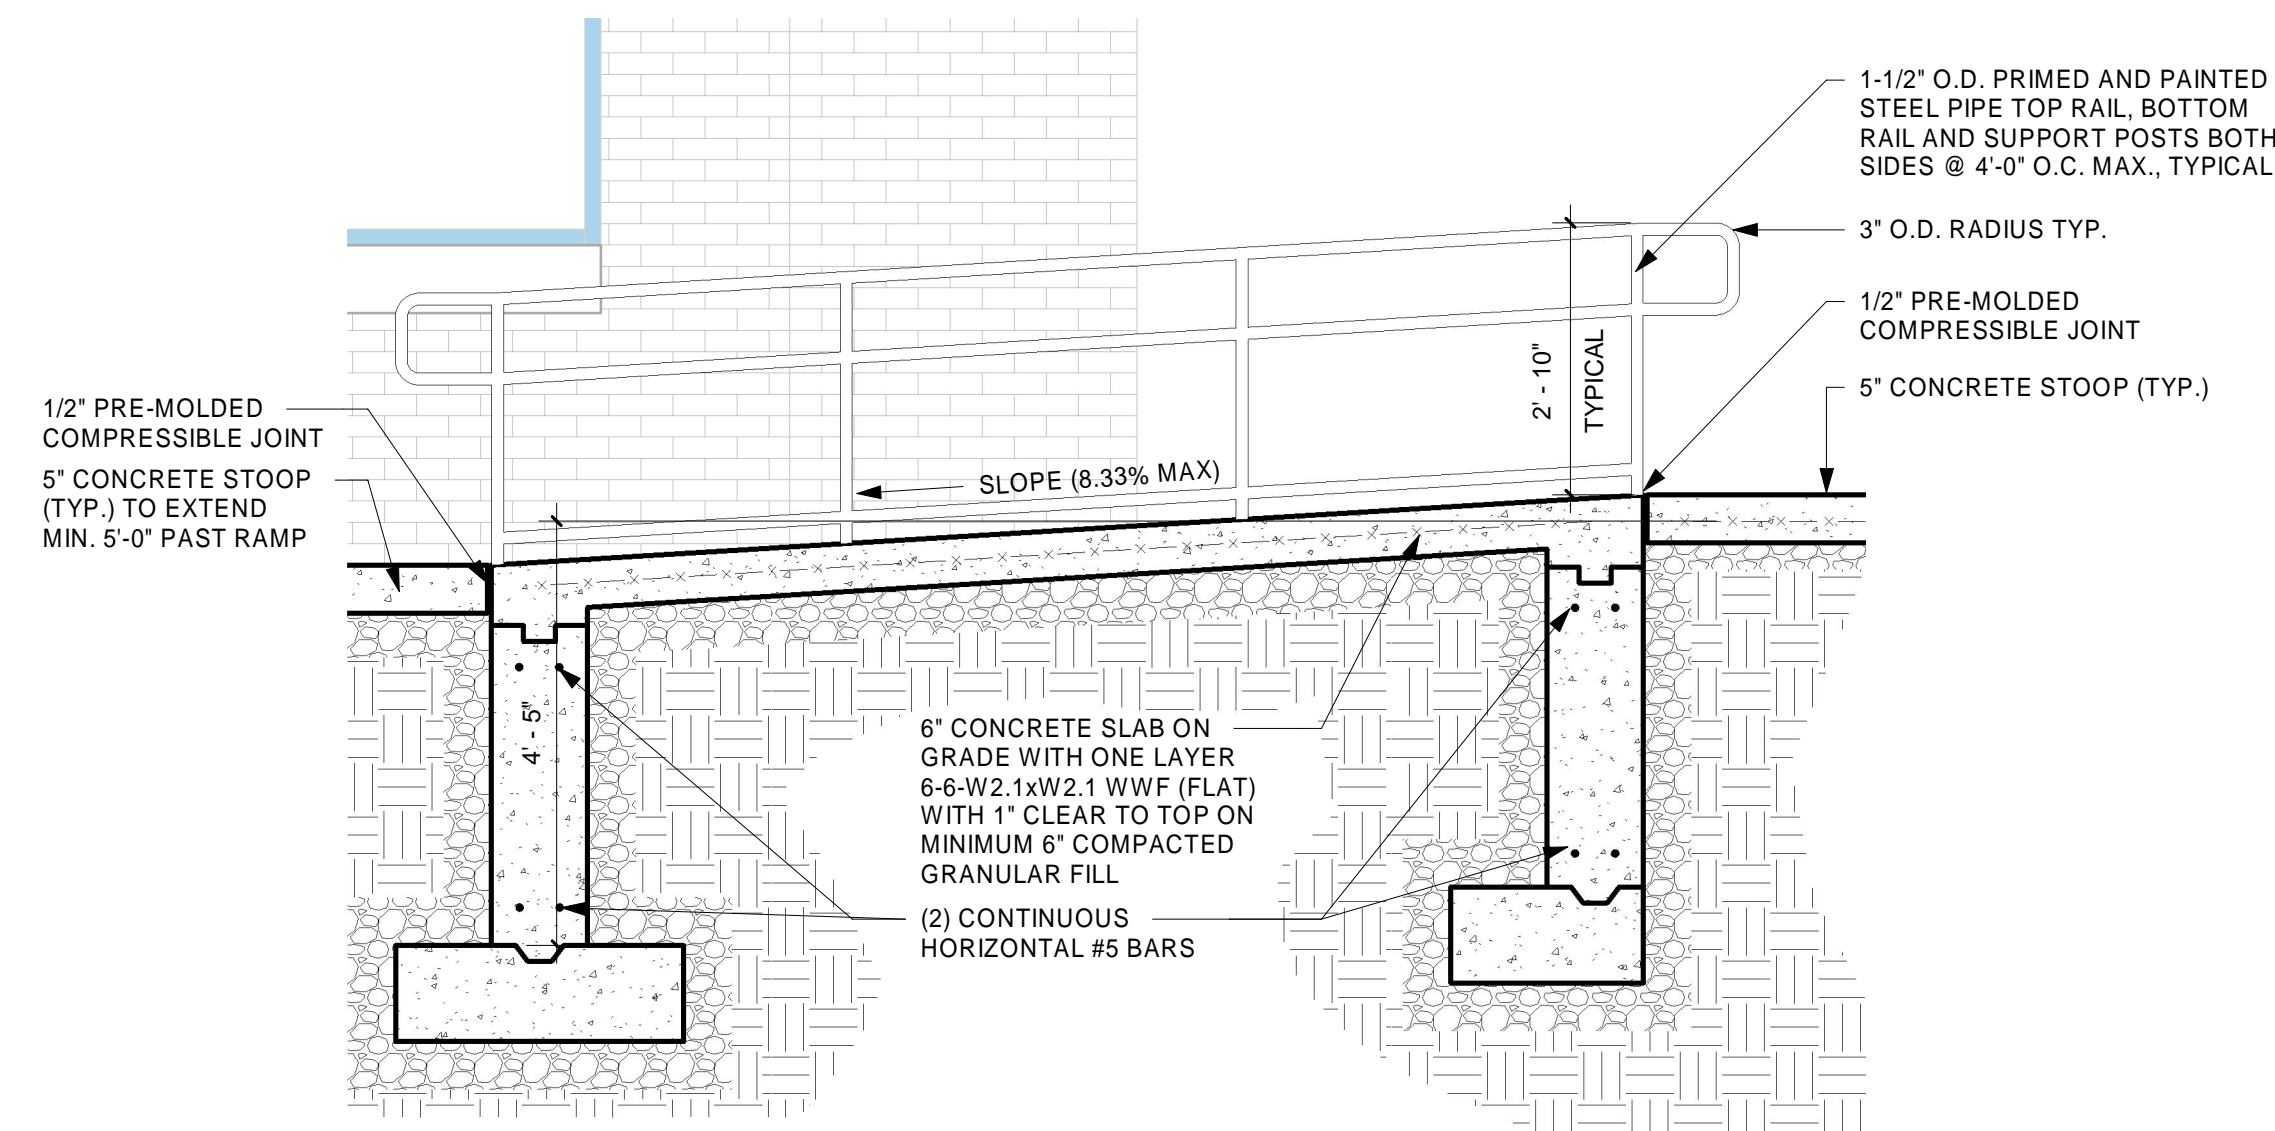 1-1/2" O.D. PRIMED AND PAINTED
STEEL PIPE TOP RAIL, BOTTOM
RAIL AND SUPPORT POSTS BOTH
SIDES @ 4'-0" O.C. MAX., TYPICAL
3" O.D. RADIUS TYP.
1/2" PRE-MOLDED
COMPRESSIBLE JOINT
5" CONCRETE STOOP (TYP.)
2' - 10"
TYPICAL
1/2" PRE-MOLDED
COMPRESSIBLE JOINT
5" CONCRETE STOOP
(TYP.) TO EXTEND
MIN. 5'-0" PAST RAMP
SLOPE (8.33% MAX)
4' - 5"
6" CONCRETE SLAB ON
GRADE WITH ONE LAYER
6-6-W2.1xW2.1 WWF (FLAT)
WITH 1" CLEAR TO TOP ON
MINIMUM 6" COMPACTED
GRANULAR FILL
(2) CONTINUOUS
HORIZONTAL #5 BARS